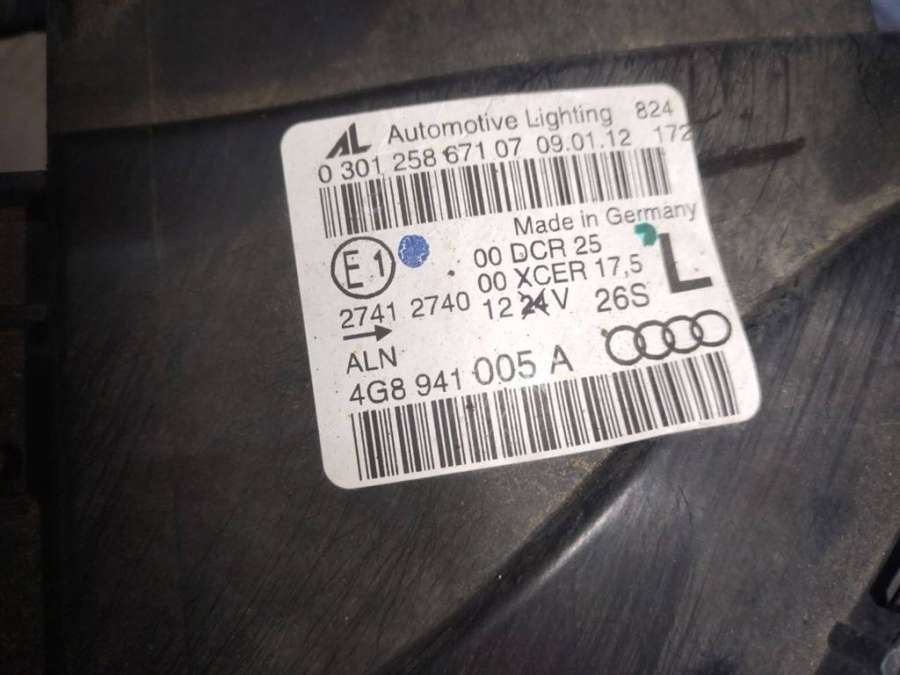 AL Automotive Lighting 824
0 301 258 671 07 09.01.12 172
Made in Germany
E1 00 DCR 25 L
00 XCER 17,5
2741 2740 12 24V 26S
ALN
4G8 941 005 A